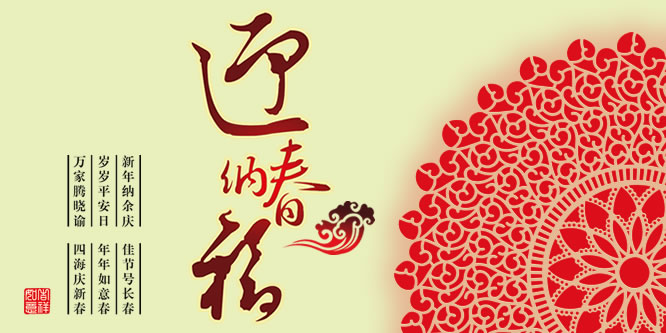 迎春纳福
新年纳余庆
佳节号长春
岁岁平安日
年年如意春
万家腾晓谕
四海庆新春